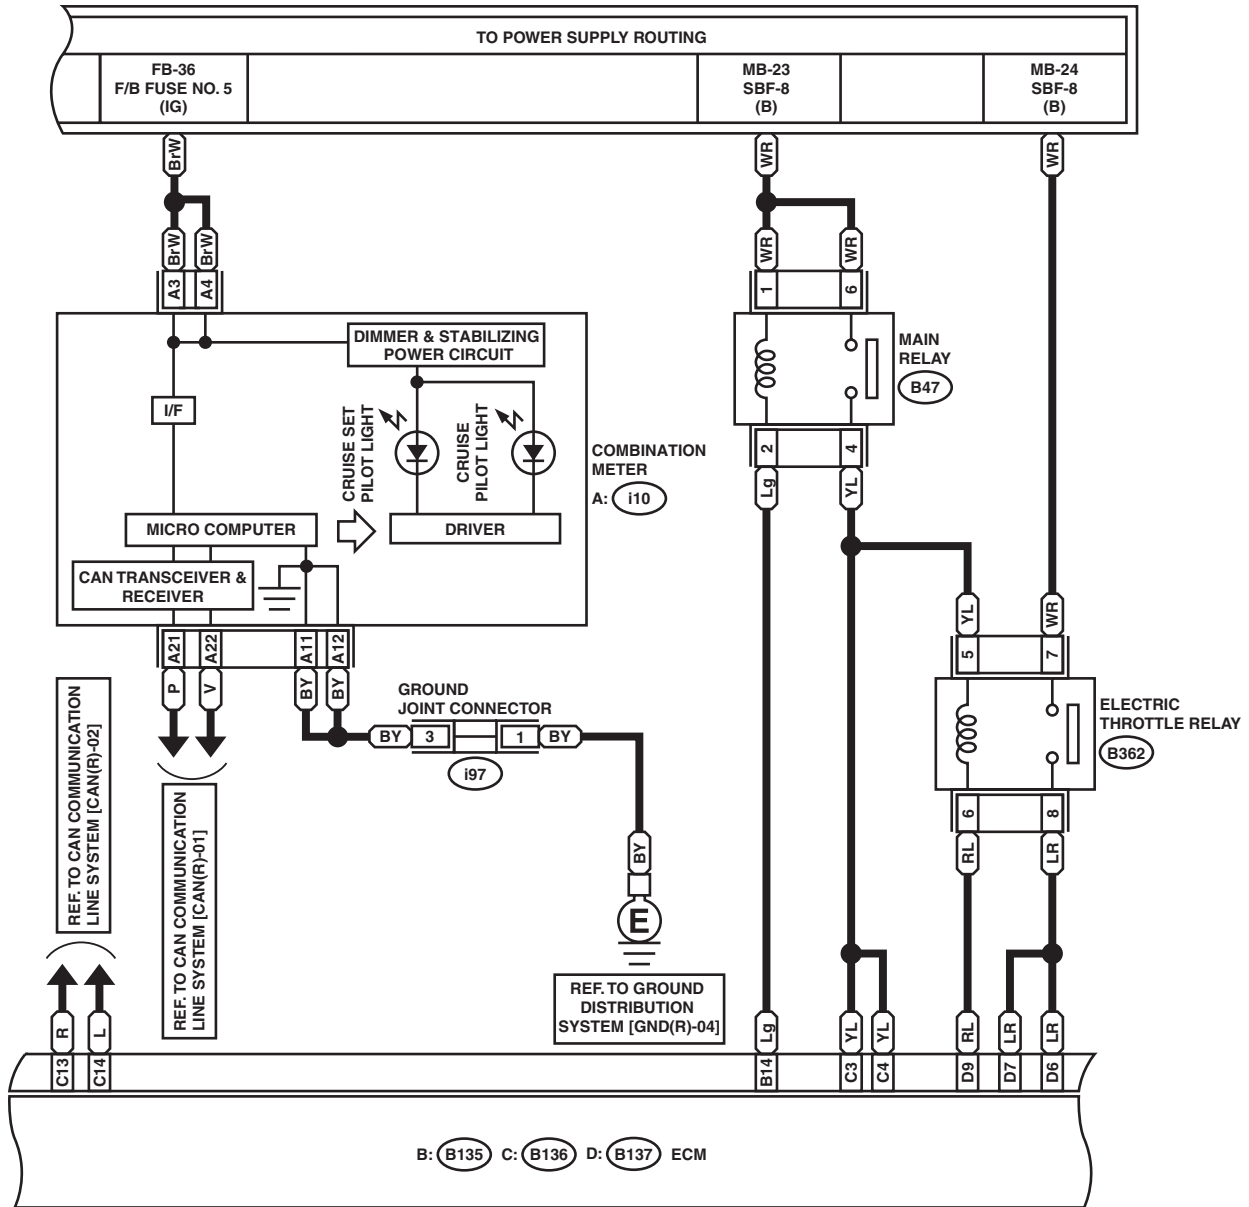 TO POWER SUPPLY ROUTING
FB-36
F/B FUSE NO. 5
(IG)
MB-23
SBF-8
(B)
MB-24
SBF-8
(B)
BrW
WR
WR
BrW
BrW
WR
WR
A3
A4
1
6
DIMMER & STABILIZING
POWER CIRCUIT
MAIN
RELAY
B47
I/F
CRUISE SET
PILOT LIGHT
CRUISE
PILOT LIGHT
COMBINATION
METER
A: i10
2
4
Lg
YL
MICRO COMPUTER
DRIVER
CAN TRANSCEIVER &
RECEIVER
YL
WR
A21
A22
A11
A12
5
7
P
V
BY
BY
GROUND
JOINT CONNECTOR
BY
3
1
BY
i97
ELECTRIC
THROTTLE RELAY
B362
REF. TO CAN COMMUNICATION
LINE SYSTEM [CAN(R)-02]
REF. TO CAN COMMUNICATION
LINE SYSTEM [CAN(R)-01]
6
8
BY
RL
LR
E
REF. TO GROUND
DISTRIBUTION
SYSTEM [GND(R)-04]
R
L
Lg
YL
YL
RL
LR
LR
C13
C14
B14
C3
C4
D9
D7
D6
B: B135 C: B136 D: B137 ECM